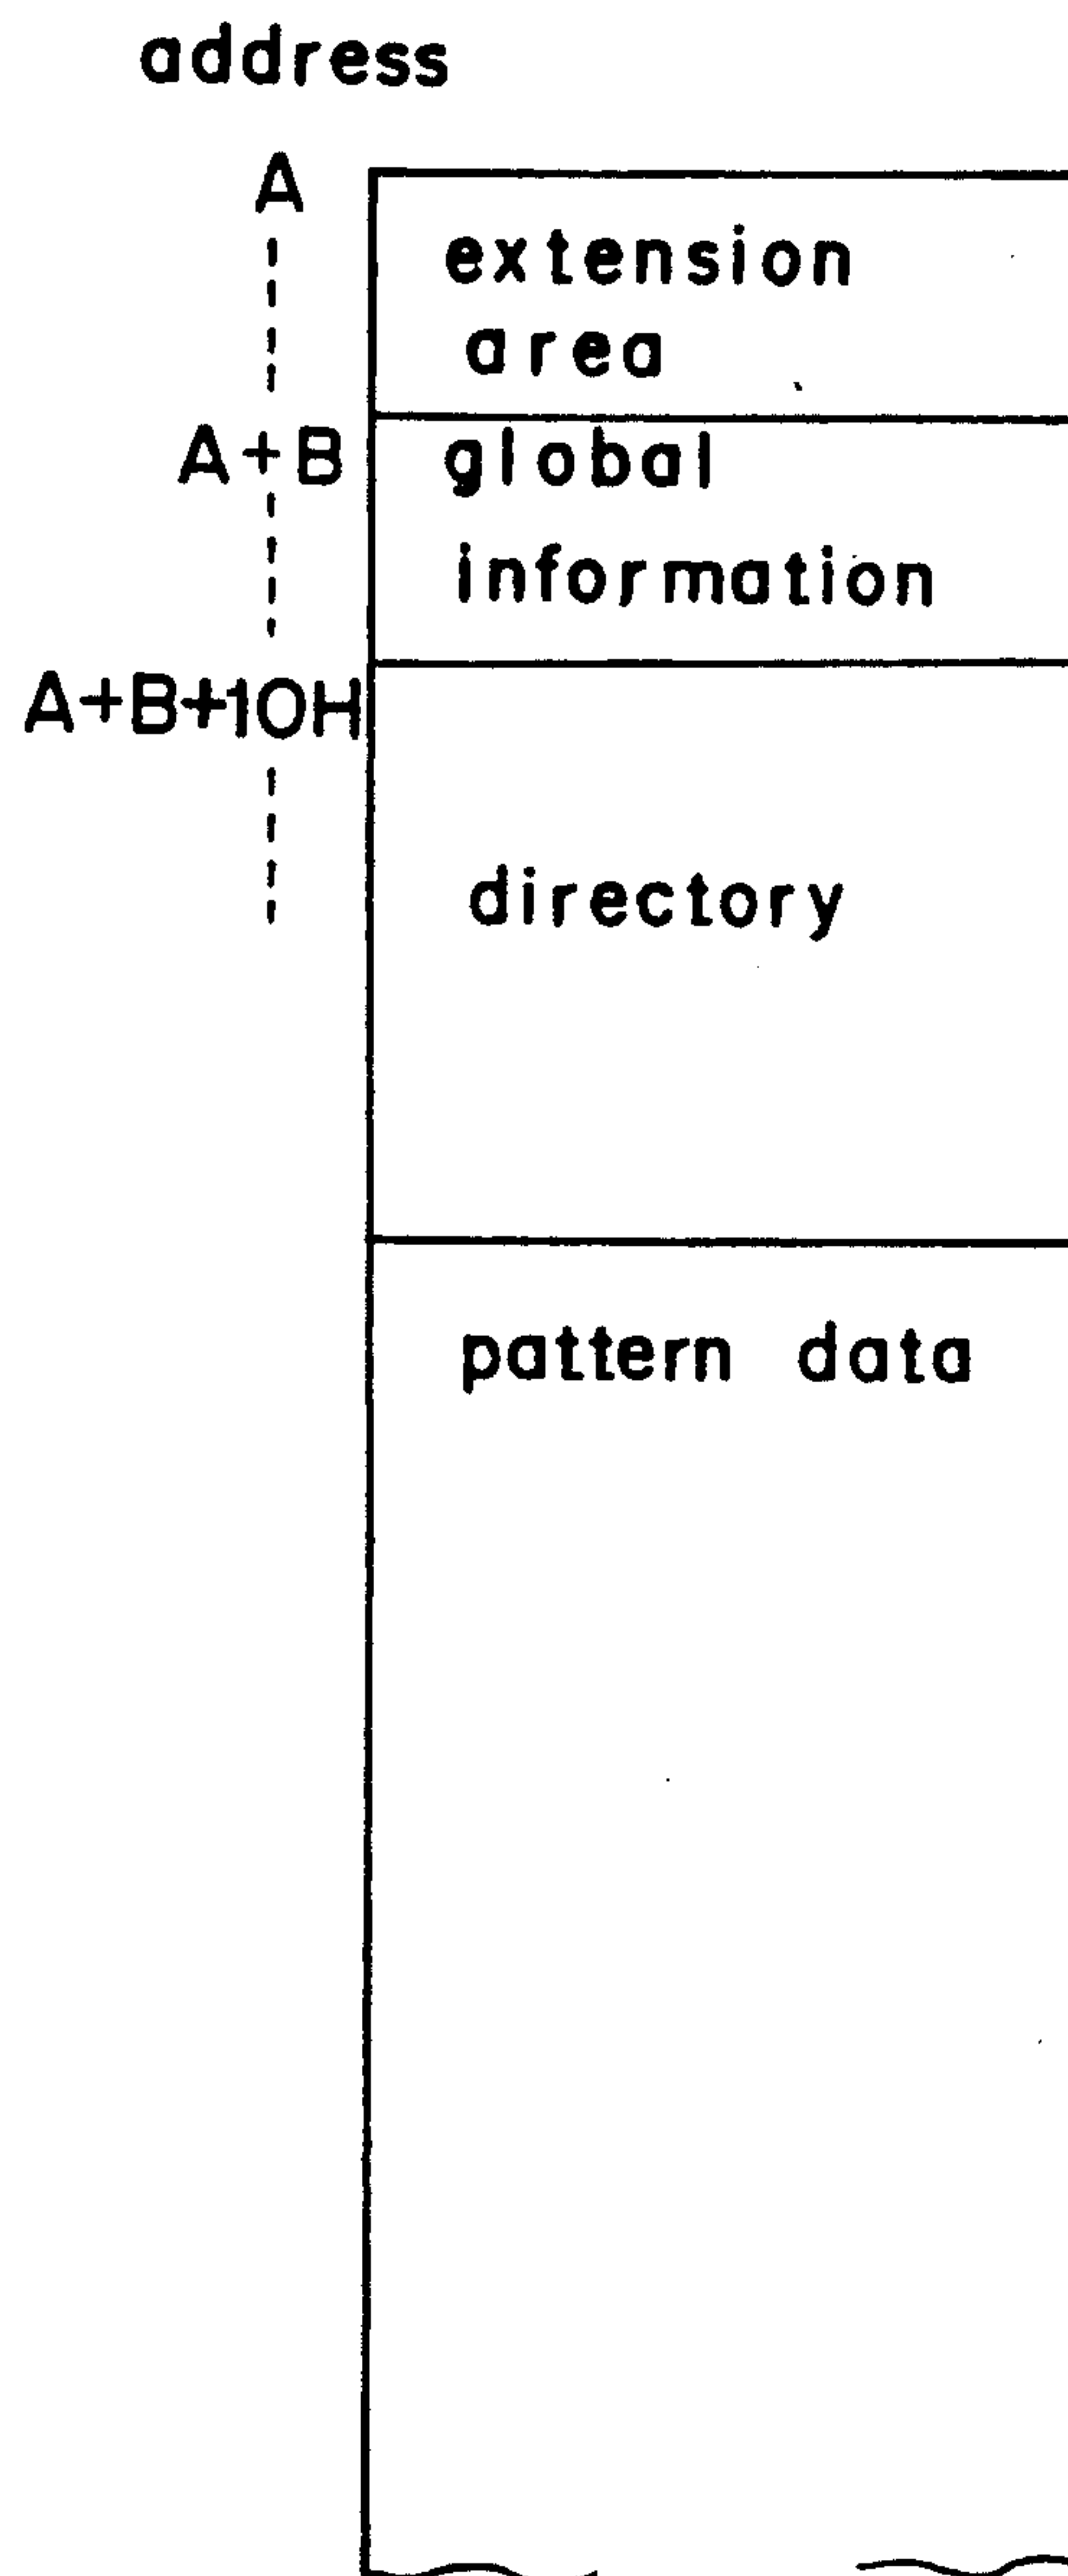 address
A
extension
area
A+B
global
information
A+B+10H
directory
pattern data